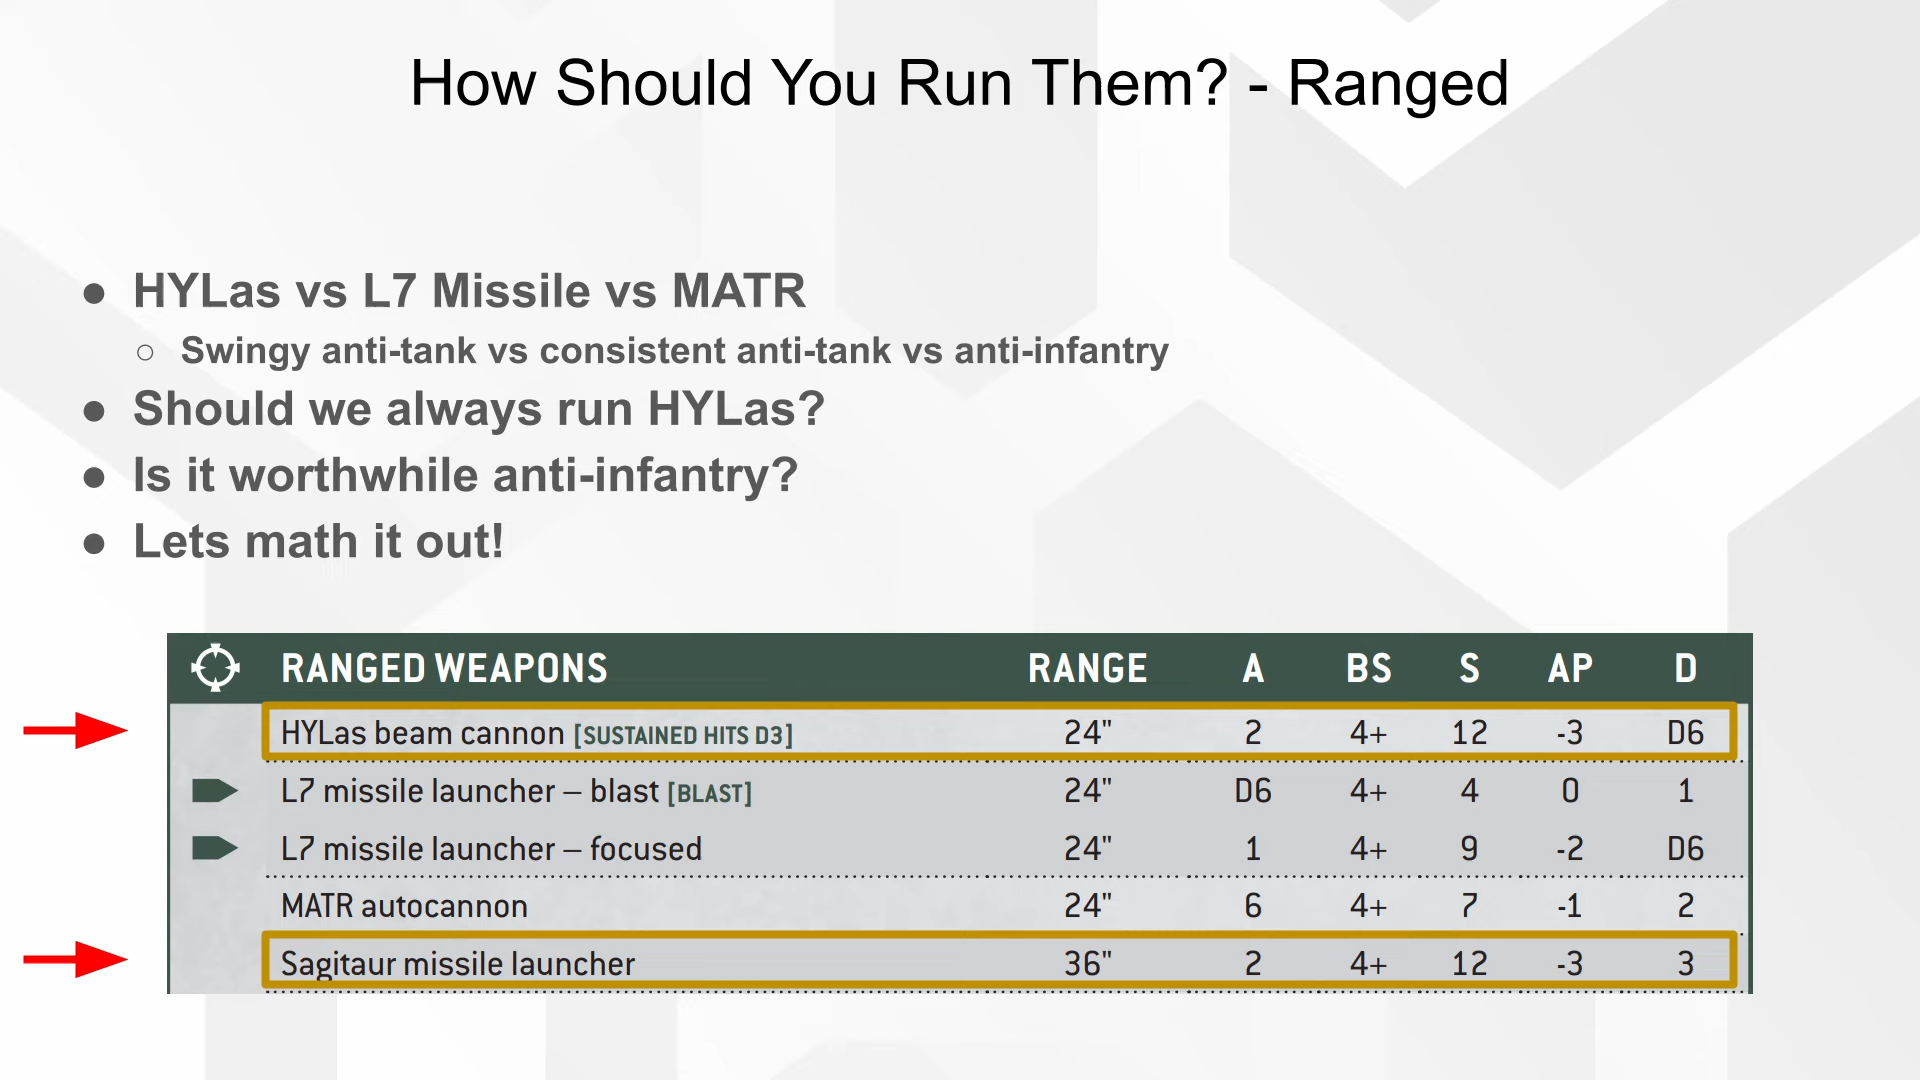 How Should You Run Them? - Ranged
● HYLas vs L7 Missile vs MATR
○ Swingy anti-tank vs consistent anti-tank vs anti-infantry
● Should we always run HYLas?
● Is it worthwhile anti-infantry?
● Lets math it out!
RANGED WEAPONS RANGE A BS S AP D
HYLas beam cannon [SUSTAINED HITS D3] 24" 2 4+ 12 -3 D6
L7 missile launcher – blast [BLAST] 24" D6 4+ 4 0 1
L7 missile launcher – focused 24" 1 4+ 9 -2 D6
MATR autocannon 24" 6 4+ 7 -1 2
Sagitaur missile launcher 36" 2 4+ 12 -3 3